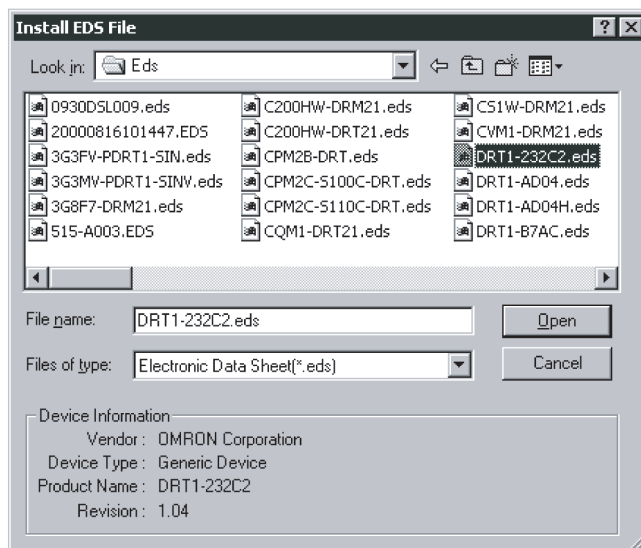 Install EDS File
Look in: Eds
0930DSL009.eds
20000816101447.EDS
3G3FV-PDRT1-SIN.eds
3G3MV-PDRT1-SINV.eds
3G8F7-DRM21.eds
515-A003.EDS
C200HW-DRM21.eds
C200HW-DRT21.eds
CPM2B-DRT.eds
CPM2C-S100C-DRT.eds
CPM2C-S110C-DRT.eds
CQM1-DRT21.eds
CS1W-DRM21.eds
CVM1-DRM21.eds
DRT1-232C2.eds
DRT1-AD04.eds
DRT1-AD04H.eds
DRT1-B7AC.eds
File name: DRT1-232C2.eds
Open
Files of type: Electronic Data Sheet(*.eds)
Cancel
Device Information
Vendor : OMRON Corporation
Device Type : Generic Device
Product Name : DRT1-232C2
Revision : 1.04